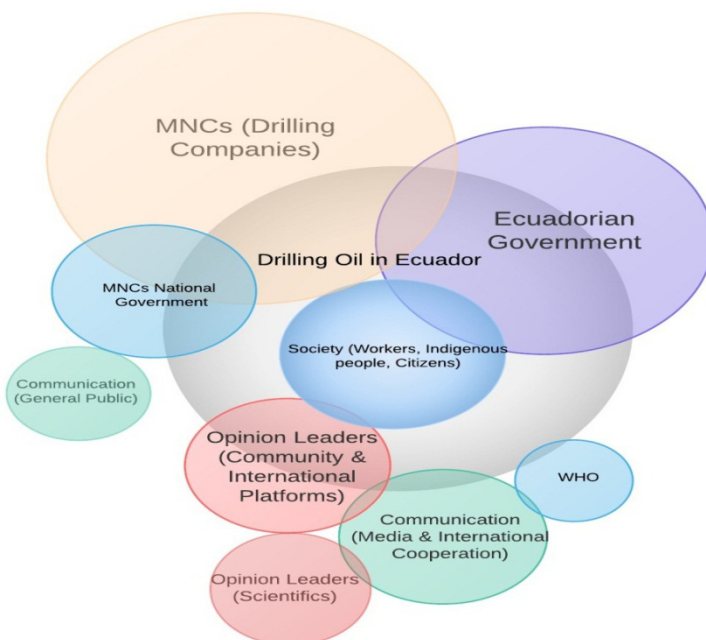 MNCs (Drilling
Companies)
Ecuadorian
Government
Drilling Oil in Ecuador
MNCs National
Government
Society (Workers, Indigenous
people, Citizens)
Communication
(General Public)
Opinion Leaders
(Community &
International
Platforms)
WHO
Communication
(Media & International
Cooperation)
Opinion Leaders
(Scientifics)